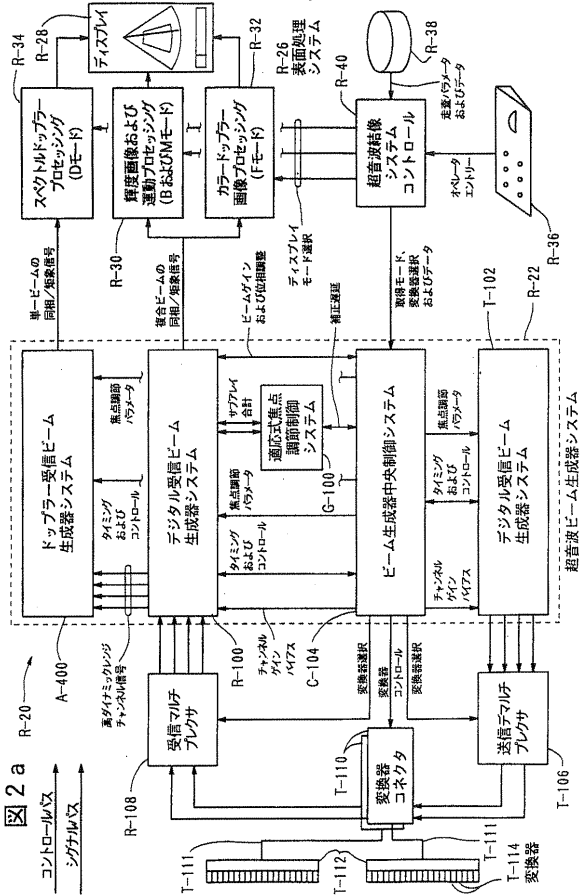 図2a
コントロールパス
シグナルパス
R-20
R-34
スペクトルドップラー
プロセッシング
(Dモード)
R-28
ディスプレイ
輝度画像および
運動プロセッシング
(BおよびMモード)
R-30
R-32
カラードップラー
画像プロセッシング
(Fモード)
R-26
表面処理
システム
単一ビームの
同相/矩象信号
複合ビームの
同相/矩象信号
ディスプレイ
モード選択
R-40
超音波結像
システム
コントロール
R-38
走査パラメータ
およびデータ
オペレータ
エントリー
R-36
取得モード、
変換器選択、
およびデータ
ドップラー受信ビーム
生成器システム
A-400
高ダイナミックレンジ
チャンネル信号
タイミング
および
コントロール
焦点調節
パラメータ
デジタル受信ビーム
生成器システム
R-100
チャンネル
ゲイン
バイアス
タイミング
および
コントロール
焦点調節
パラメータ
サブアレイ
合計
適応式焦点
調節制御
システム
G-100
補正遅延
ビームゲイン
および位相調整
ビーム生成器中央制御システム
C-104
チャンネル
ゲイン
バイアス
タイミング
および
コントロール
焦点調節
パラメータ
T-102
デジタル受信ビーム
生成器システム
R-22
超音波ビーム生成器システム
R-108
受信マルチ
プレクサ
変換器選択
変換器
コントロール
変換器選択
T-110
変換器
コネクタ
送信デマルチ
プレクサ
T-106
T-111
T-112
T-111
T-114
変換器